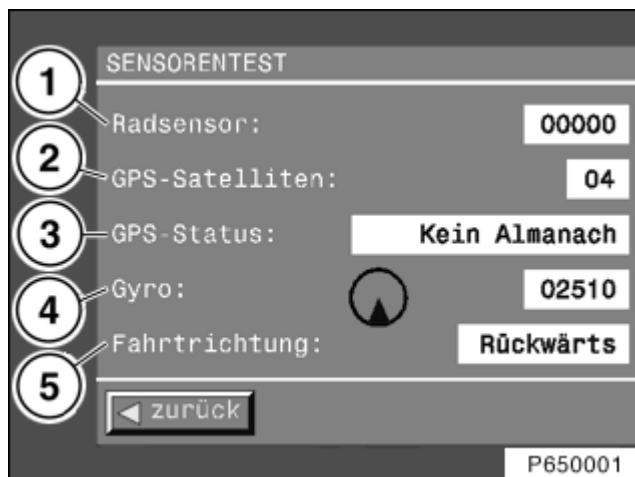 SENSORENTEST
1
Radsensor: 00000
2
GPS-Satelliten: 04
3
GPS-Status: Kein Almanach
4
Gyro: 02510
5
Fahrtrichtung: Rückwärts
zurück
P650001